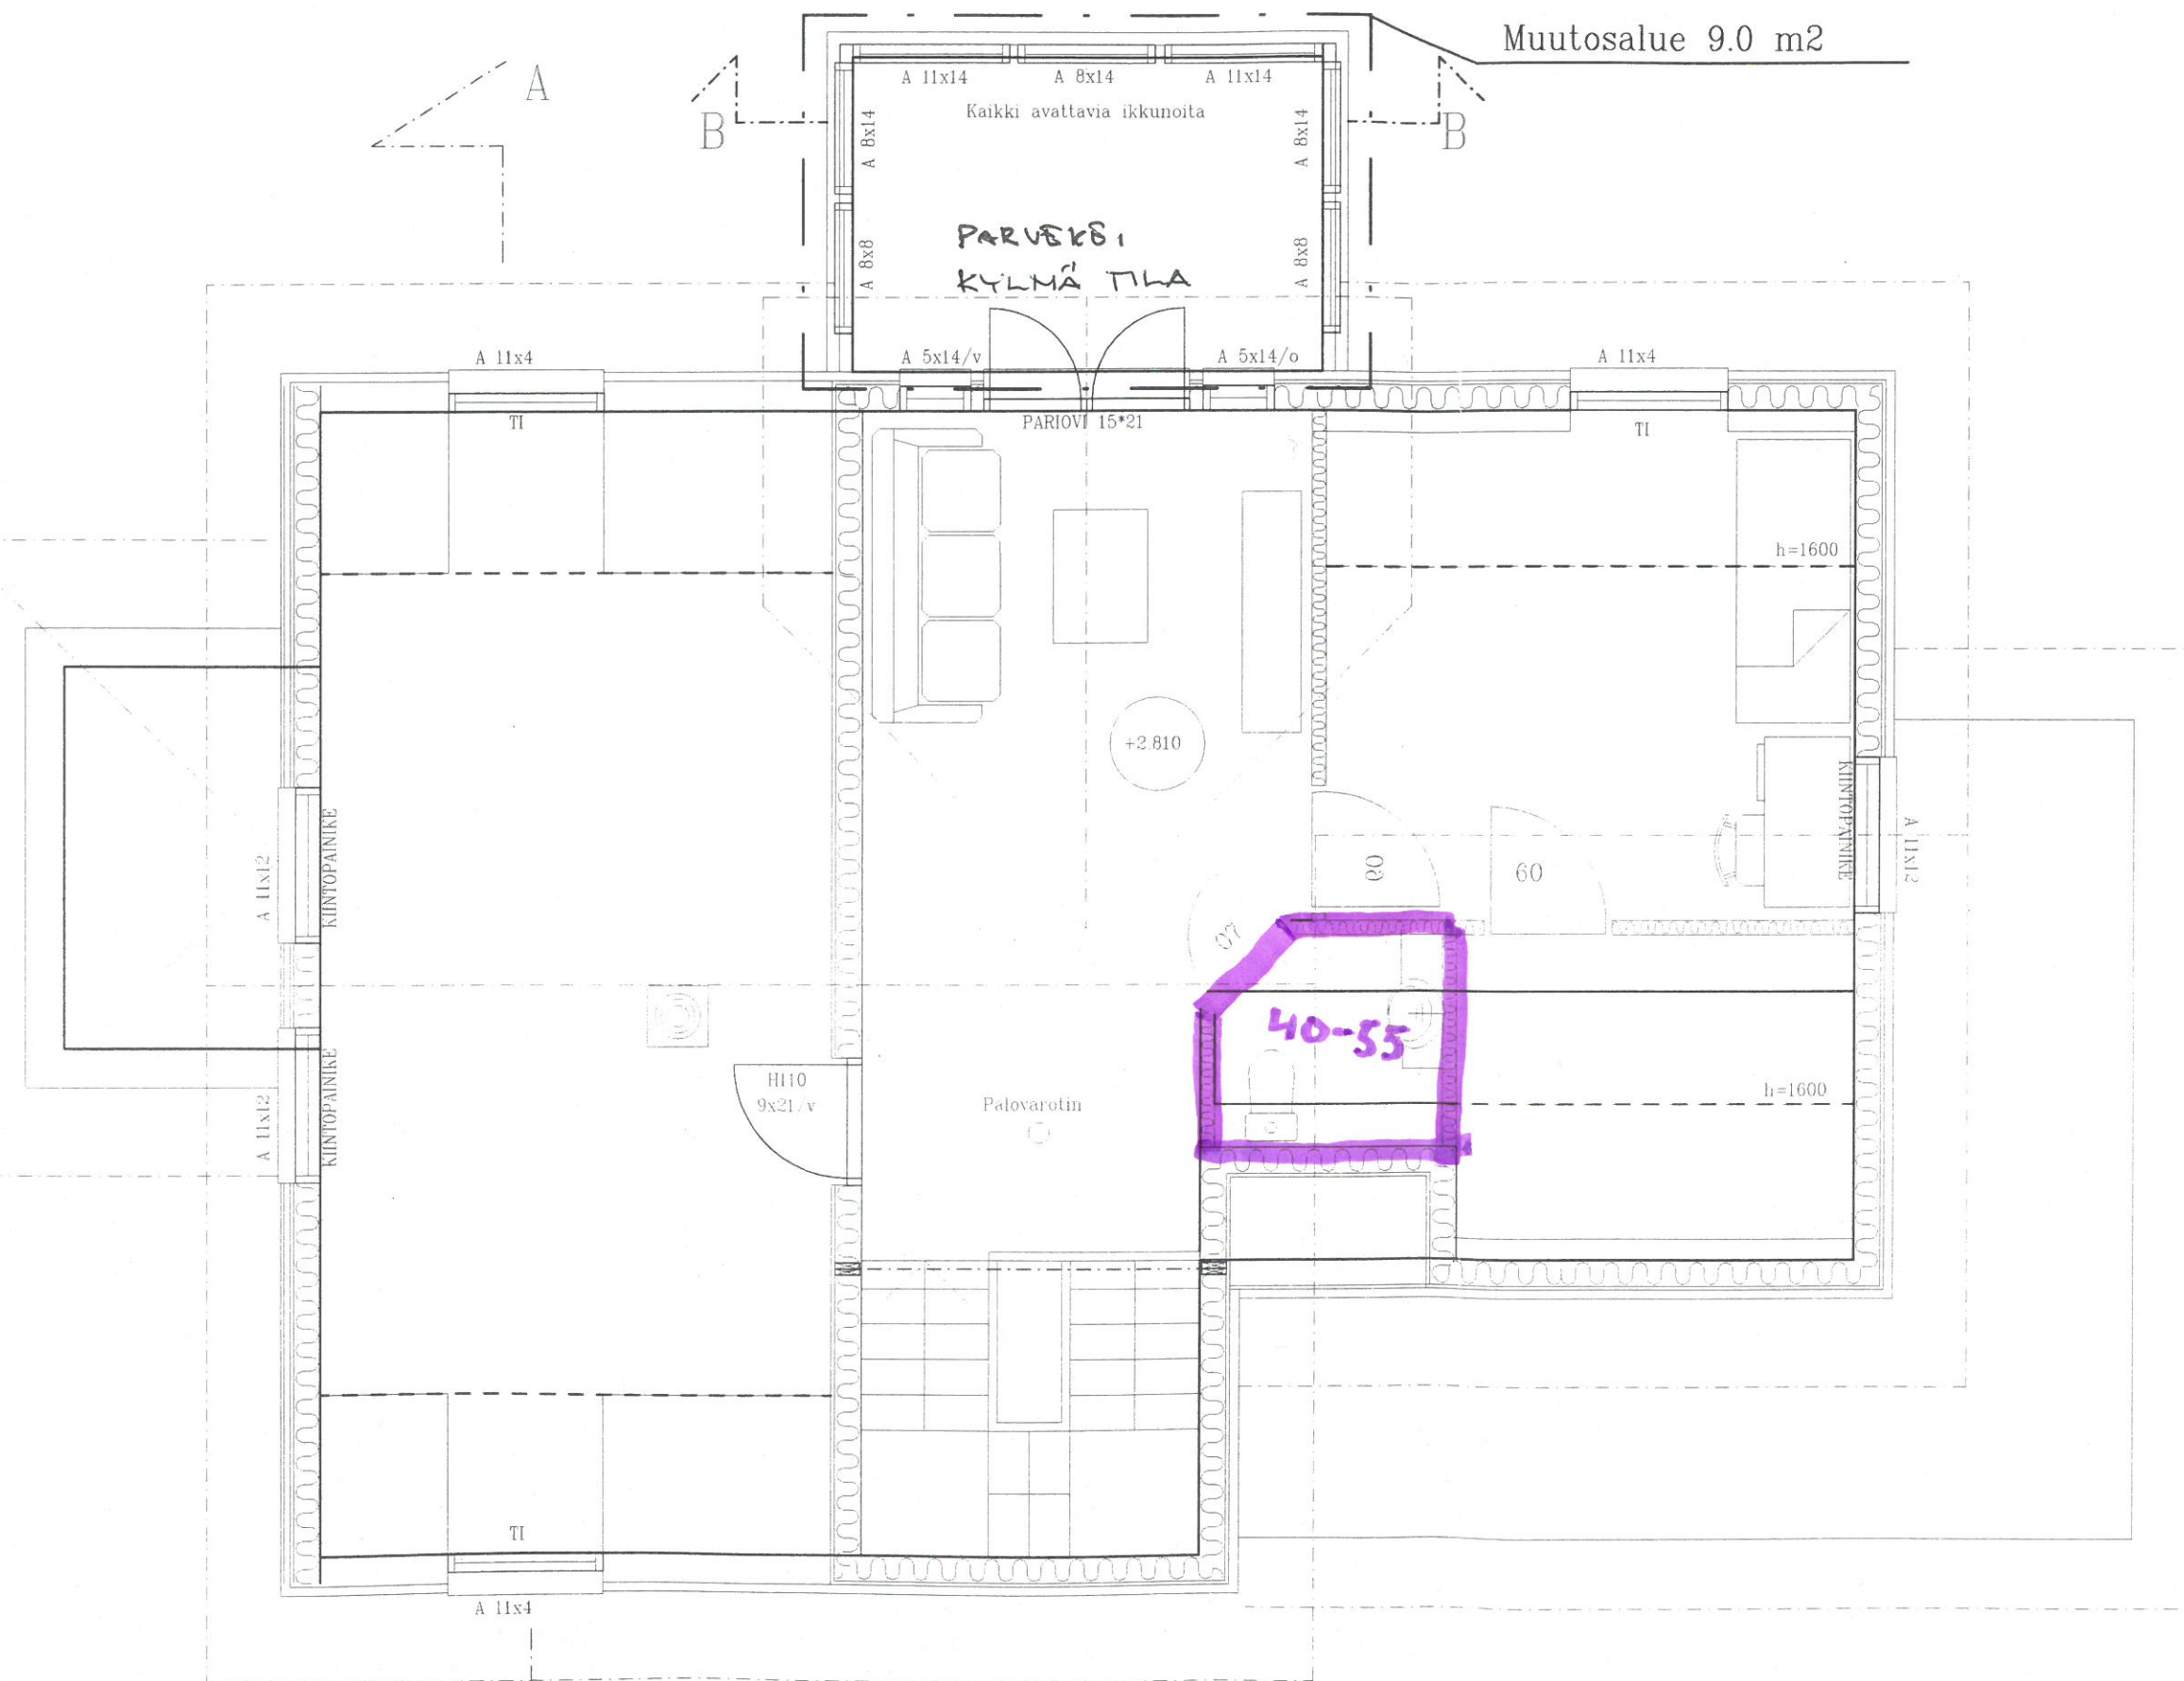 Muutosalue 9.0 m2
A
B
B
A 11x14
A 8x14
A 11x14
Kaikki avattavia ikkunoita
A 8x14
A 8x14
PARVEKE,
KYLMÄ TILA
A 8x8
A 8x8
A 11x4
A 5x14/v
A 5x14/o
A 11x4
TI
PARIOVI 15*21
TI
h=1600
+2.810
KIINTOPAINIKE
A 11x12
KIINTOPAINIKE
A 11x12
60
60
07
40-55
H110
9x21/v
Palovarotin
h=1600
KIINTOPAINIKE
A 11x12
TI
A 11x4